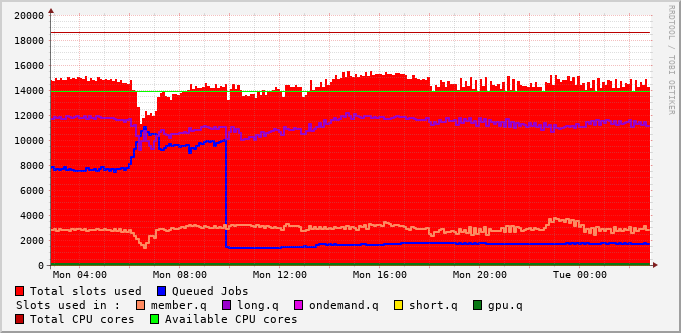 20000
18000
16000
14000
12000
10000
8000
6000
4000
2000
0
Mon 04:00 Mon 08:00 Mon 12:00 Mon 16:00 Mon 20:00 Tue 00:00
RRDTOOL / TOBI OETIKER
Total slots used Queued Jobs
Slots used in : member.q long.q ondemand.q short.q gpu.q
Total CPU cores Available CPU cores